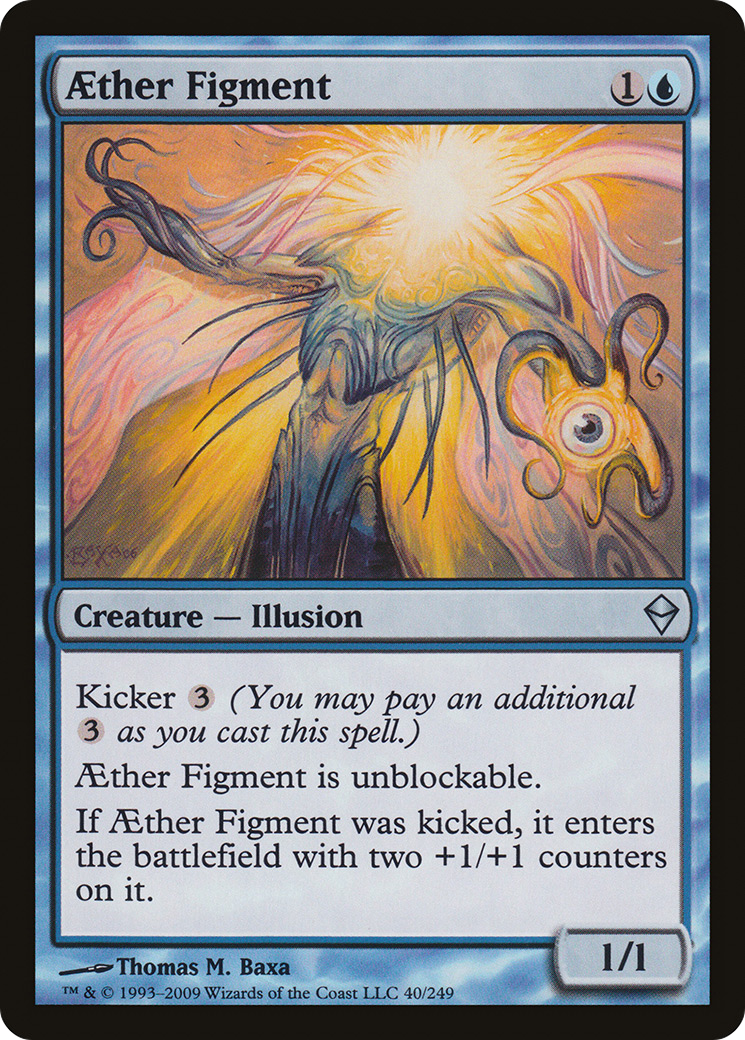 Æther Figment 1
Creature — Illusion
Kicker 3 (You may pay an additional
3 as you cast this spell.)
Æther Figment is unblockable.
If Æther Figment was kicked, it enters
the battlefield with two +1/+1 counters
on it.
1/1
Thomas M. Baxa
™ & © 1993–2009 Wizards of the Coast LLC 40/249